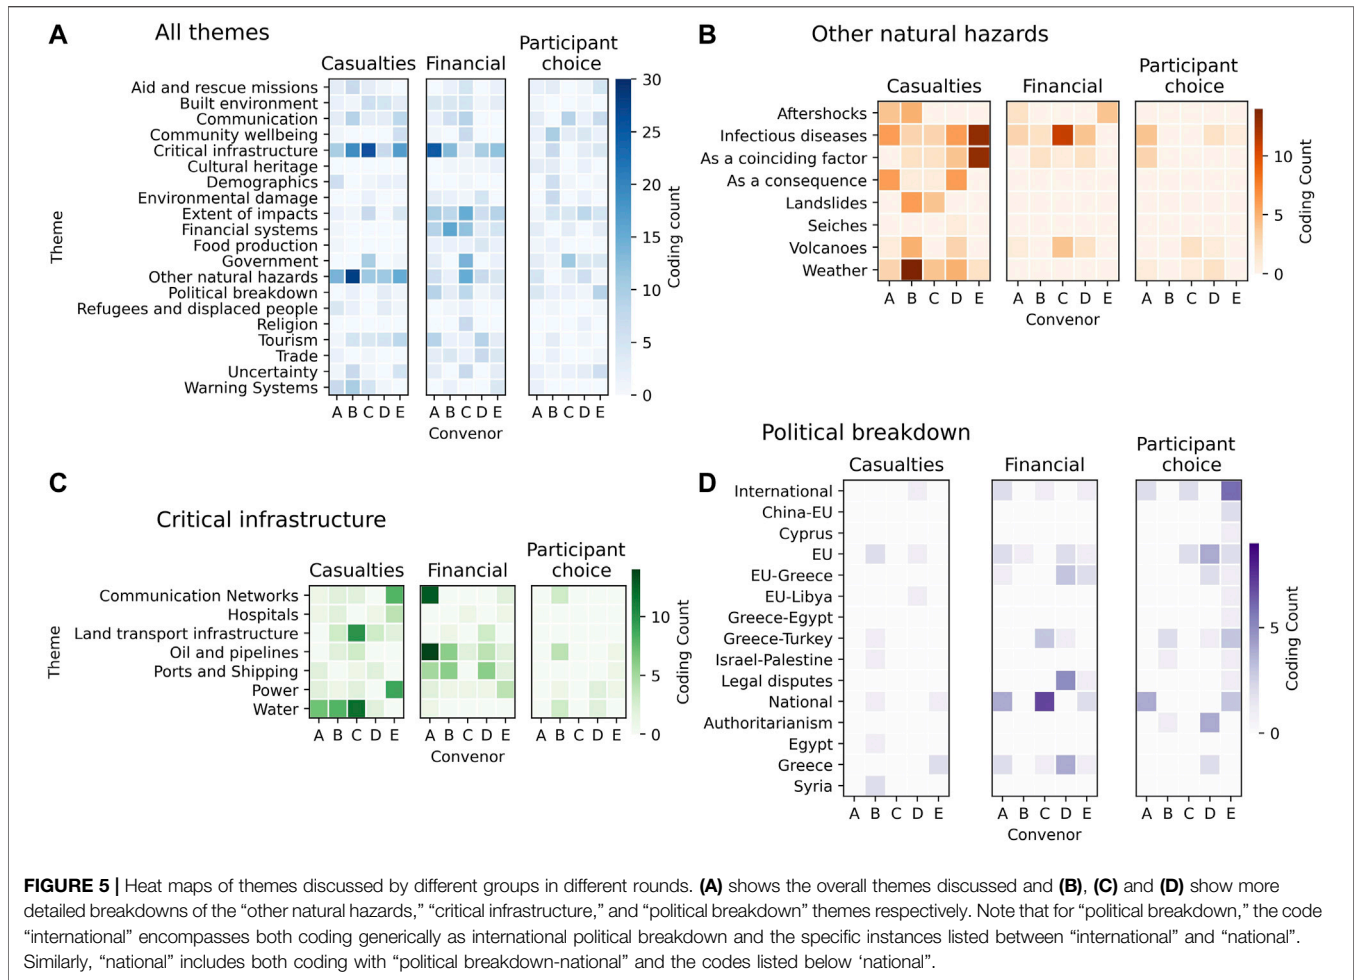 A
All themes
Casualties
Financial
Participant
choice
Theme
Aid and rescue missions
Built environment
Communication
Community wellbeing
Critical infrastructure
Cultural heritage
Demographics
Environmental damage
Extent of impacts
Financial systems
Food production
Government
Other natural hazards
Political breakdown
Refugees and displaced people
Religion
Tourism
Trade
Uncertainty
Warning Systems
A B C D E
A B C D E
A B C D E
Convenor
30
25
20
15
10
5
0
Coding count
B
Other natural hazards
Casualties
Financial
Participant
choice
Aftershocks
Infectious diseases
As a coinciding factor
As a consequence
Landslides
Seiches
Volcanoes
Weather
A B C D E
A B C D E
A B C D E
Convenor
10
5
0
Coding Count
C
Critical infrastructure
Casualties
Financial
Participant
choice
Theme
Communication Networks
Hospitals
Land transport infrastructure
Oil and pipelines
Ports and Shipping
Power
Water
A B C D E
A B C D E
A B C D E
Convenor
10
5
0
Coding Count
D
Political breakdown
Casualties
Financial
Participant
choice
International
China-EU
Cyprus
EU
EU-Greece
EU-Libya
Greece-Egypt
Greece-Turkey
Israel-Palestine
Legal disputes
National
Authoritarianism
Egypt
Greece
Syria
A B C D E
A B C D E
A B C D E
Convenor
5
0
Coding Count
FIGURE 5 | Heat maps of themes discussed by different groups in different rounds. (A) shows the overall themes discussed and (B), (C) and (D) show more
detailed breakdowns of the “other natural hazards,” “critical infrastructure,” and “political breakdown” themes respectively. Note that for “political breakdown,” the code
“international” encompasses both coding generically as international political breakdown and the specific instances listed between “international” and “national”.
Similarly, “national” includes both coding with “political breakdown-national” and the codes listed below ‘national”.